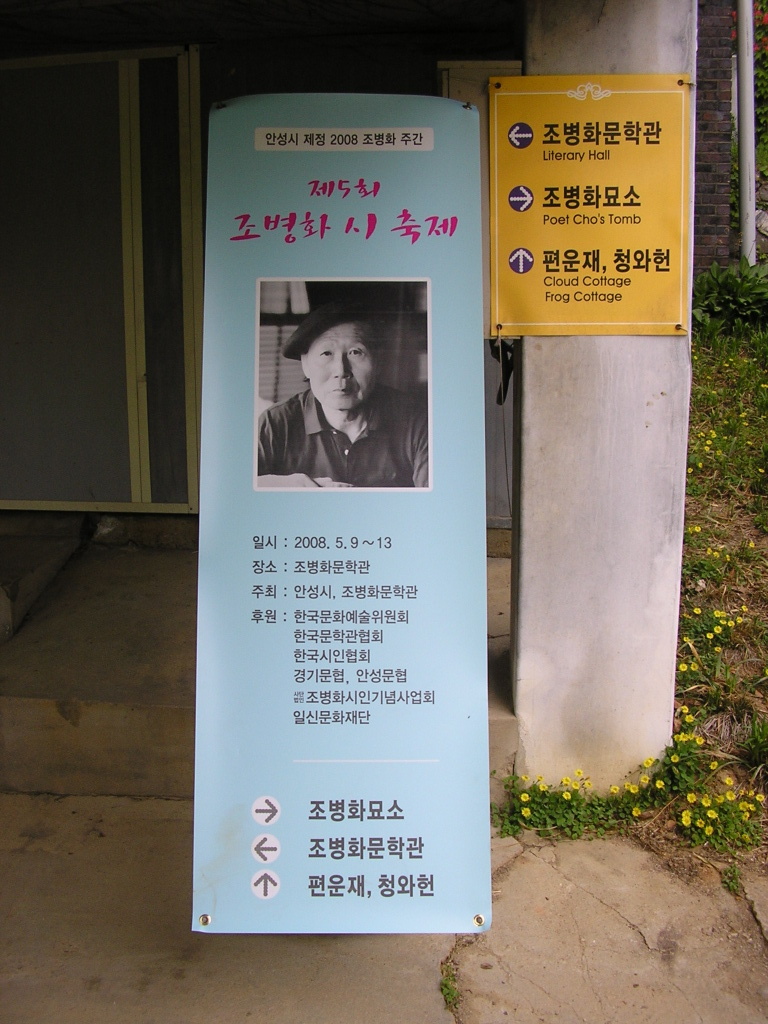 안성시 제정 2008 조병화 주간
제5회
조병화 시 축제
일시 : 2008. 5. 9~13
장소 : 조병화문학관
주최 : 안성시, 조병화문학관
후원 : 한국문화예술위원회
한국문학관협회
한국시인협회
경기문협, 안성문협
사단법인 조병화시인기념사업회
일신문화재단
조병화묘소
조병화문학관
편운재, 청와헌
조병화문학관
Literary Hall
조병화묘소
Poet Cho's Tomb
편운재, 청와헌
Cloud Cottage
Frog Cottage